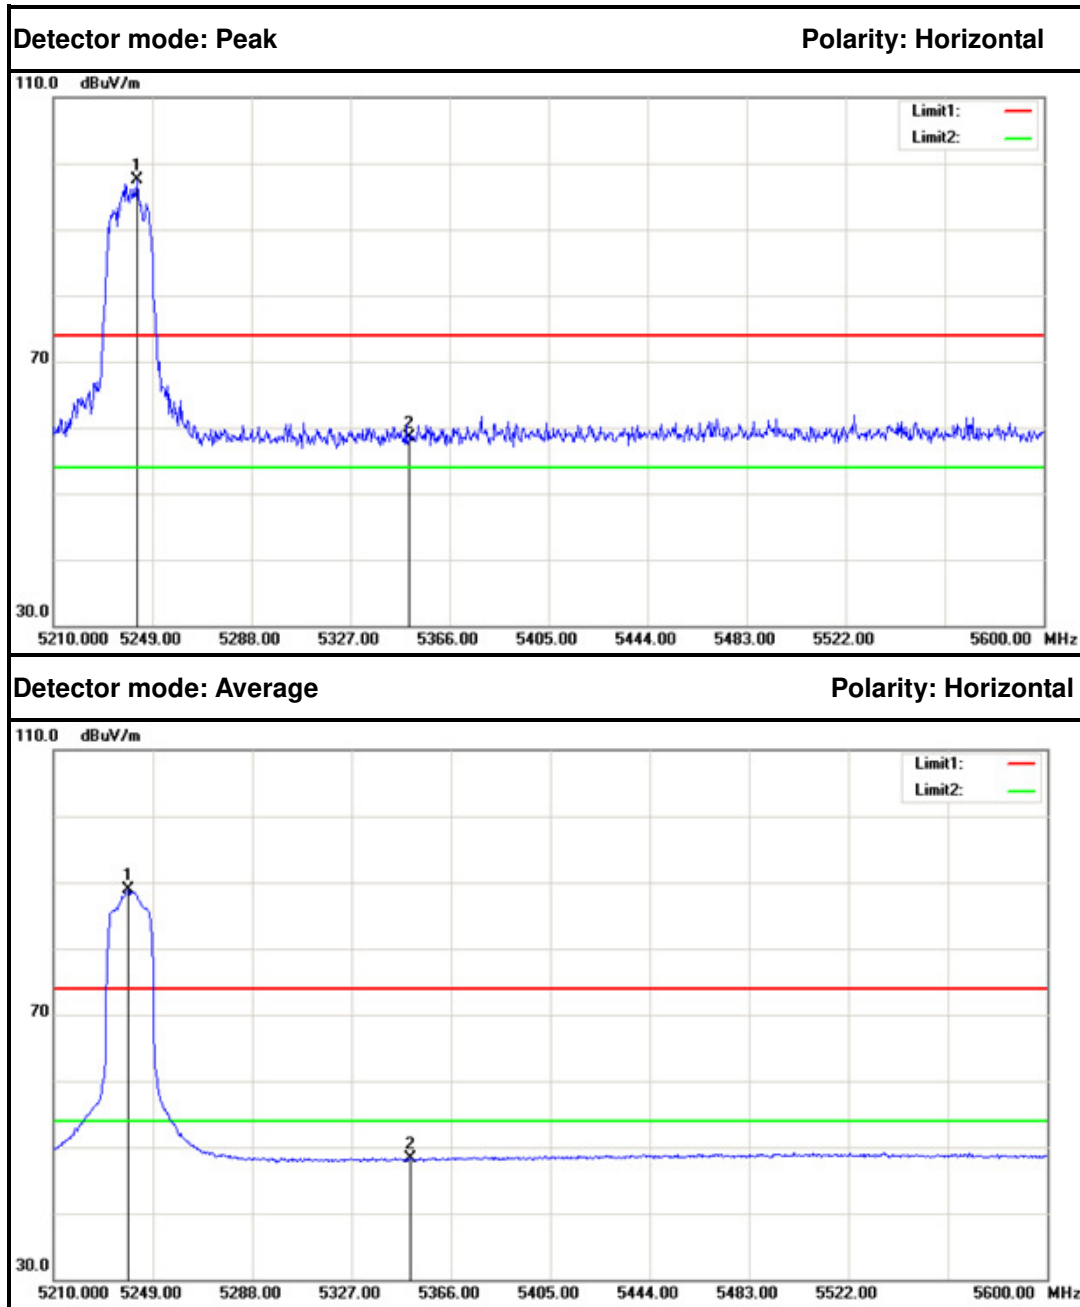 Detector mode: Peak Polarity: Horizontal
110.0 dBuV/m
Limit1:
Limit2:
1
70
2
30.0
5210.000 5249.00 5288.00 5327.00 5366.00 5405.00 5444.00 5483.00 5522.00 5600.00 MHz
Detector mode: Average Polarity: Horizontal
110.0 dBuV/m
Limit1:
Limit2:
1
70
2
30.0
5210.000 5249.00 5288.00 5327.00 5366.00 5405.00 5444.00 5483.00 5522.00 5600.00 MHz